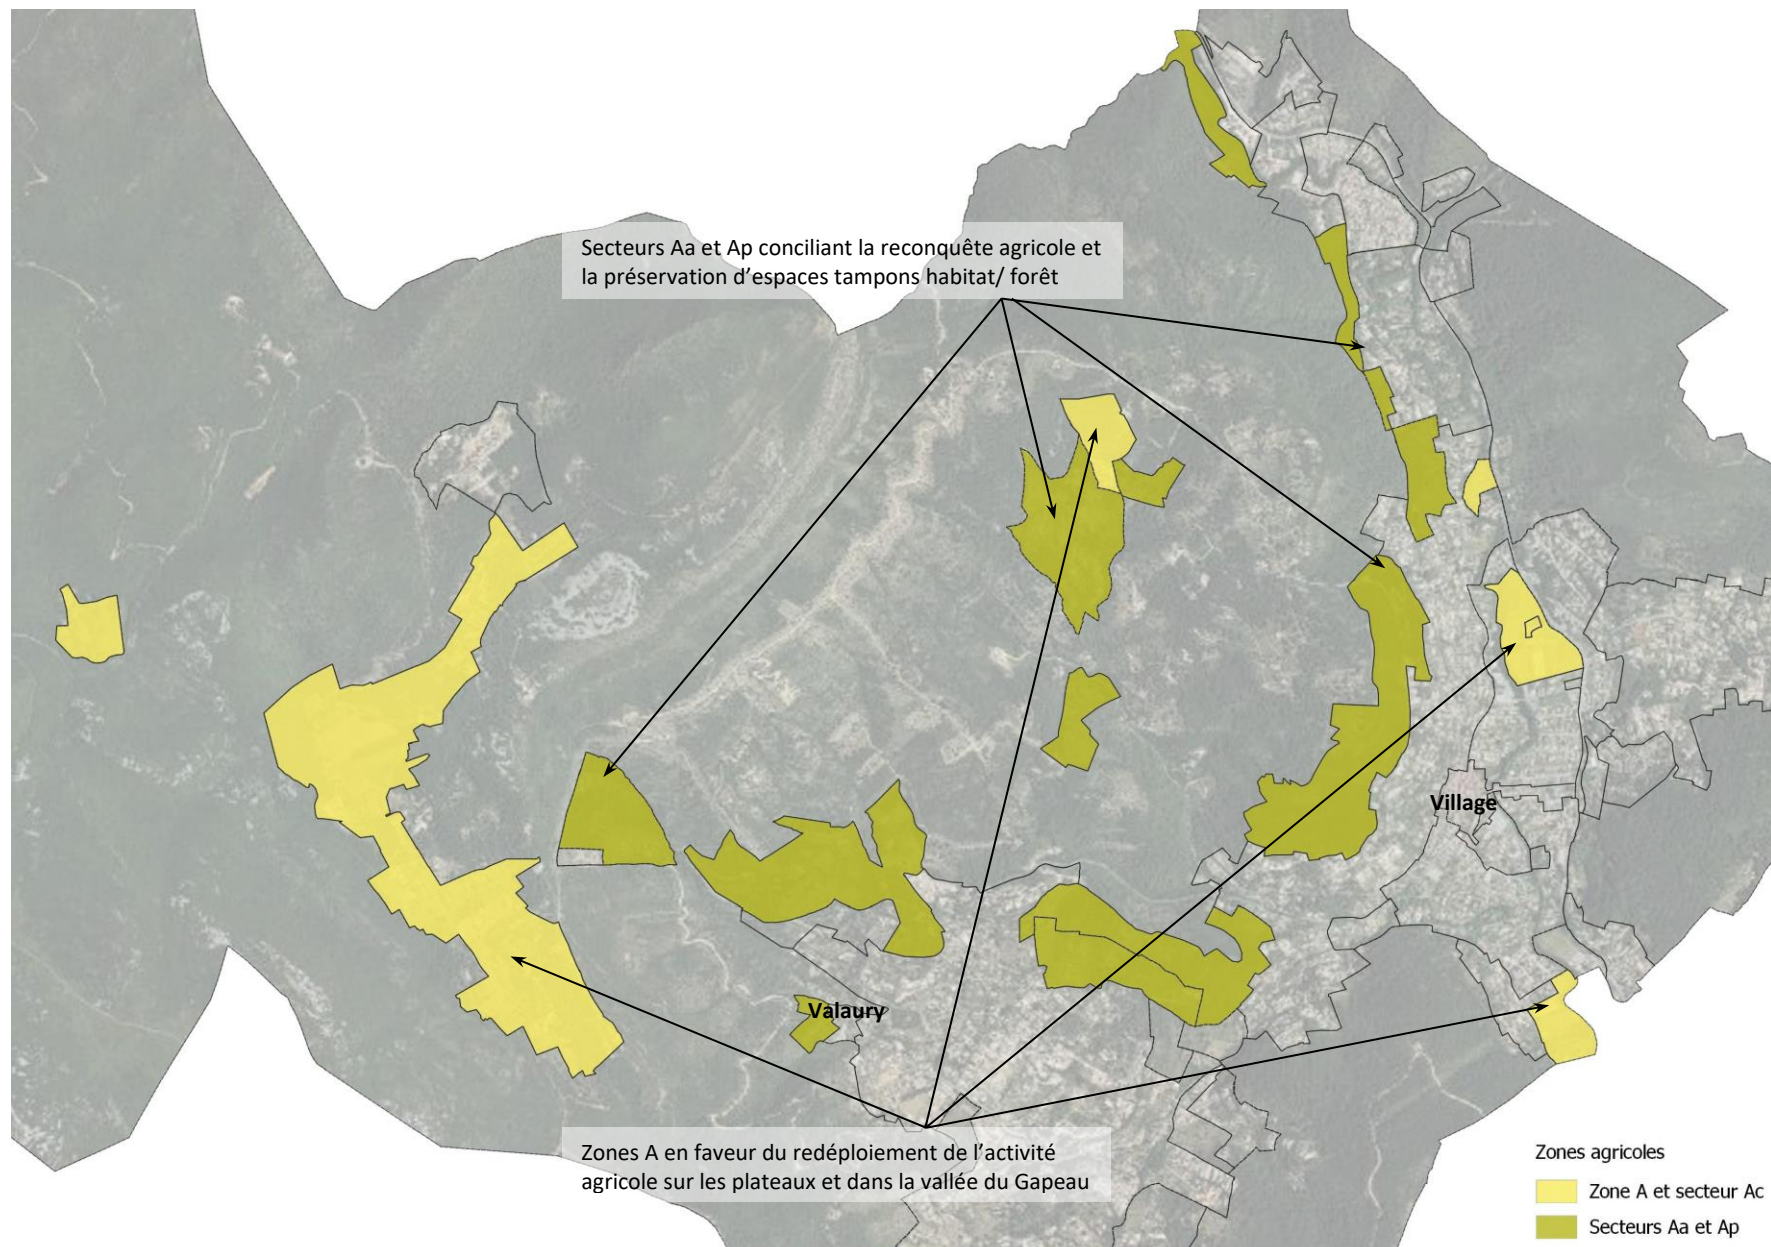 Secteurs Aa et Ap conciliant la reconquête agricole et
la préservation d’espaces tampons habitat/ forêt
Village
Valaury
Zones A en faveur du redéploiement de l’activité
agricole sur les plateaux et dans la vallée du Gapeau
Zones agricoles
Zone A et secteur Ac
Secteurs Aa et Ap